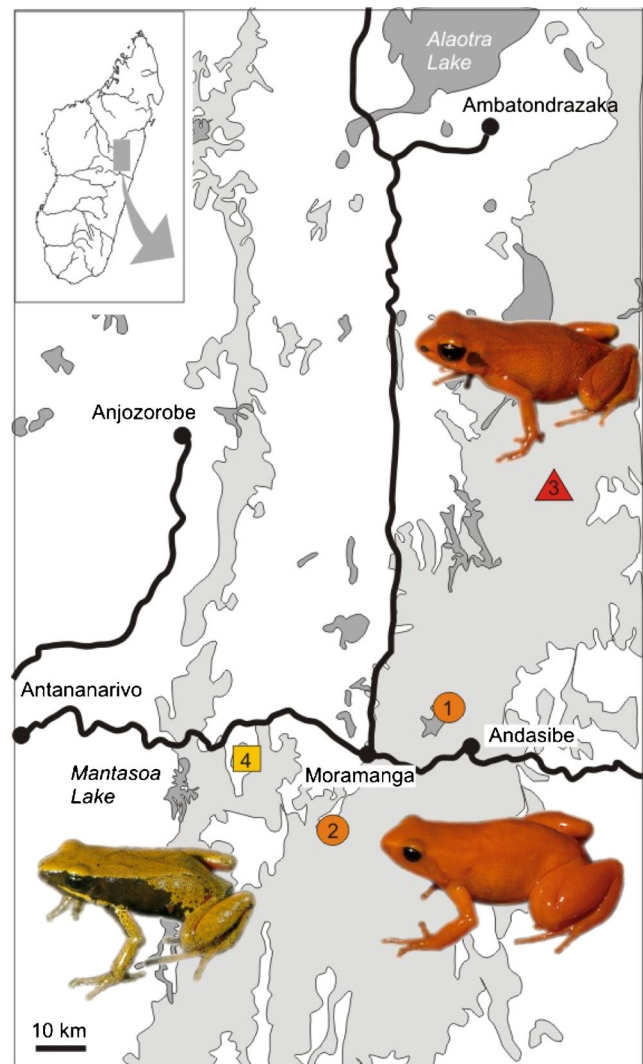 Alaotra
Lake
Ambatondrazaka
Anjozorobe
3
Antananarivo
1
Andasibe
4
Moramanga
Mantasoa
Lake
2
10 km